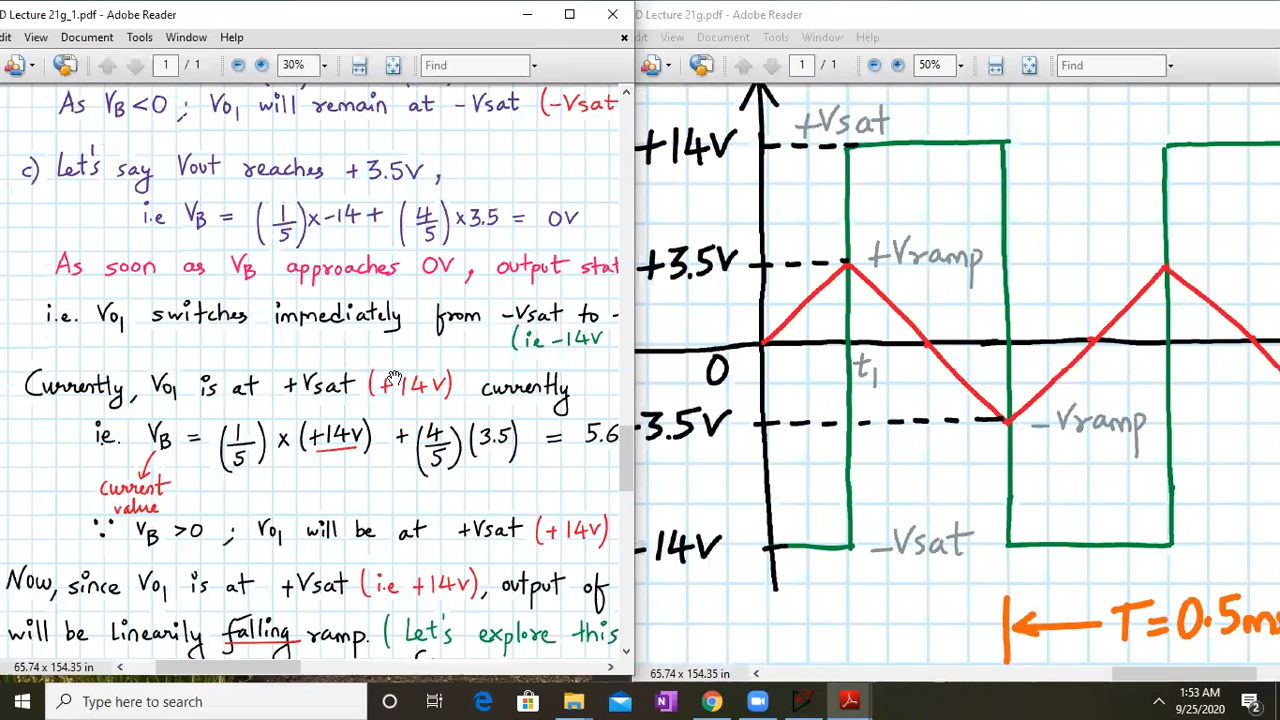 D Lecture 21g_1.pdf - Adobe Reader
dit View Document Tools Window Help
1 / 1 30% Find
As VB <0 ; Vo1 will remain at -Vsat (-Vsat
c) Let's say Vout reaches +3.5V,
i.e VB = (1/5)x-14+ (4/5)x3.5 = 0V
As soon as VB approaches 0V, output stat
i.e. Vo1 switches immediately from -Vsat to -
(ie -14V
Currently, Vo1 is at +Vsat (+14V) currently
ie. VB = (1/5) x (+14V) + (4/5)(3.5) = 5.6
current
value
∵ VB >0 ; Vo1 will be at +Vsat (+14V)
Now, since Vo1 is at +Vsat (i.e +14V), output of
will be linearily falling ramp. ( Let's explore this
65.74 x 154.35 in
D Lecture 21g.pdf - Adobe Reader
dit View Document Tools Window Help
1 / 1 50% Find
+Vsat
+14V
+3.5V
+Vramp
0
t1
-3.5V
-Vramp
-14V
-Vsat
T=0.5ms
65.74 x 154.35 in
Type here to search
1:53 AM
9/25/2020
2